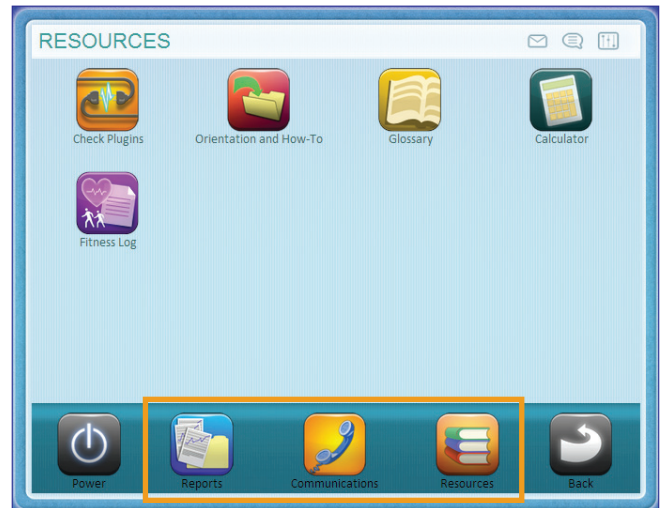 RESOURCES
Check Plugins
Orientation and How-To
Glossary
Calculator
Fitness Log
Power
Reports
Communications
Resources
Back